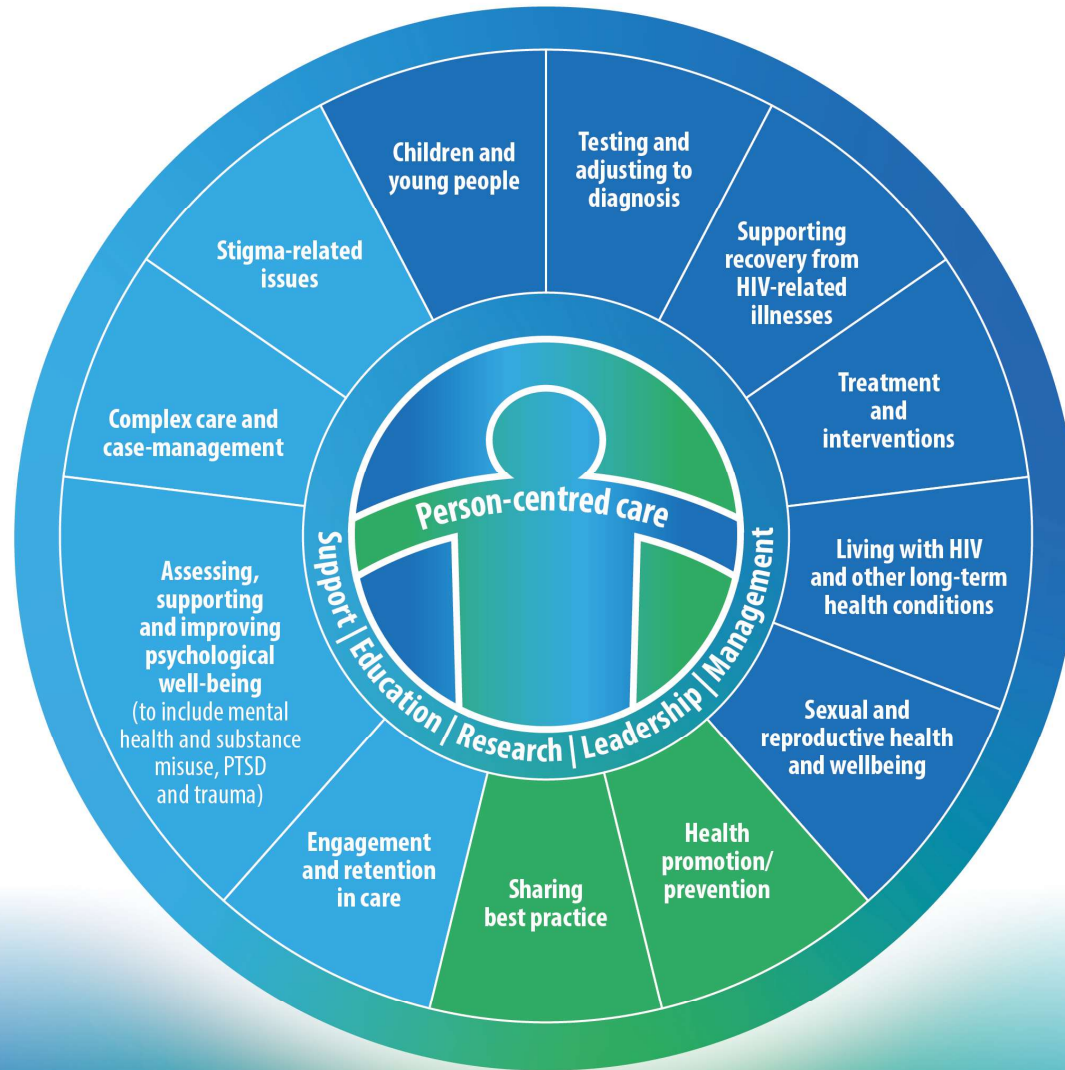 Children and
young people
Testing and
adjusting to
diagnosis
Supporting
recovery from
HIV-related
illnesses
Treatment
and
interventions
Living with HIV
and other long-term
health conditions
Sexual and
reproductive health
and wellbeing
Health
promotion/
prevention
Sharing
best practice
Engagement
and retention
in care
Assessing,
supporting
and improving
psychological
well-being
(to include mental
health and substance
misuse, PTSD
and trauma)
Complex care and
case-management
Stigma-related
issues
Person-centred care
Support | Education | Research | Leadership | Management